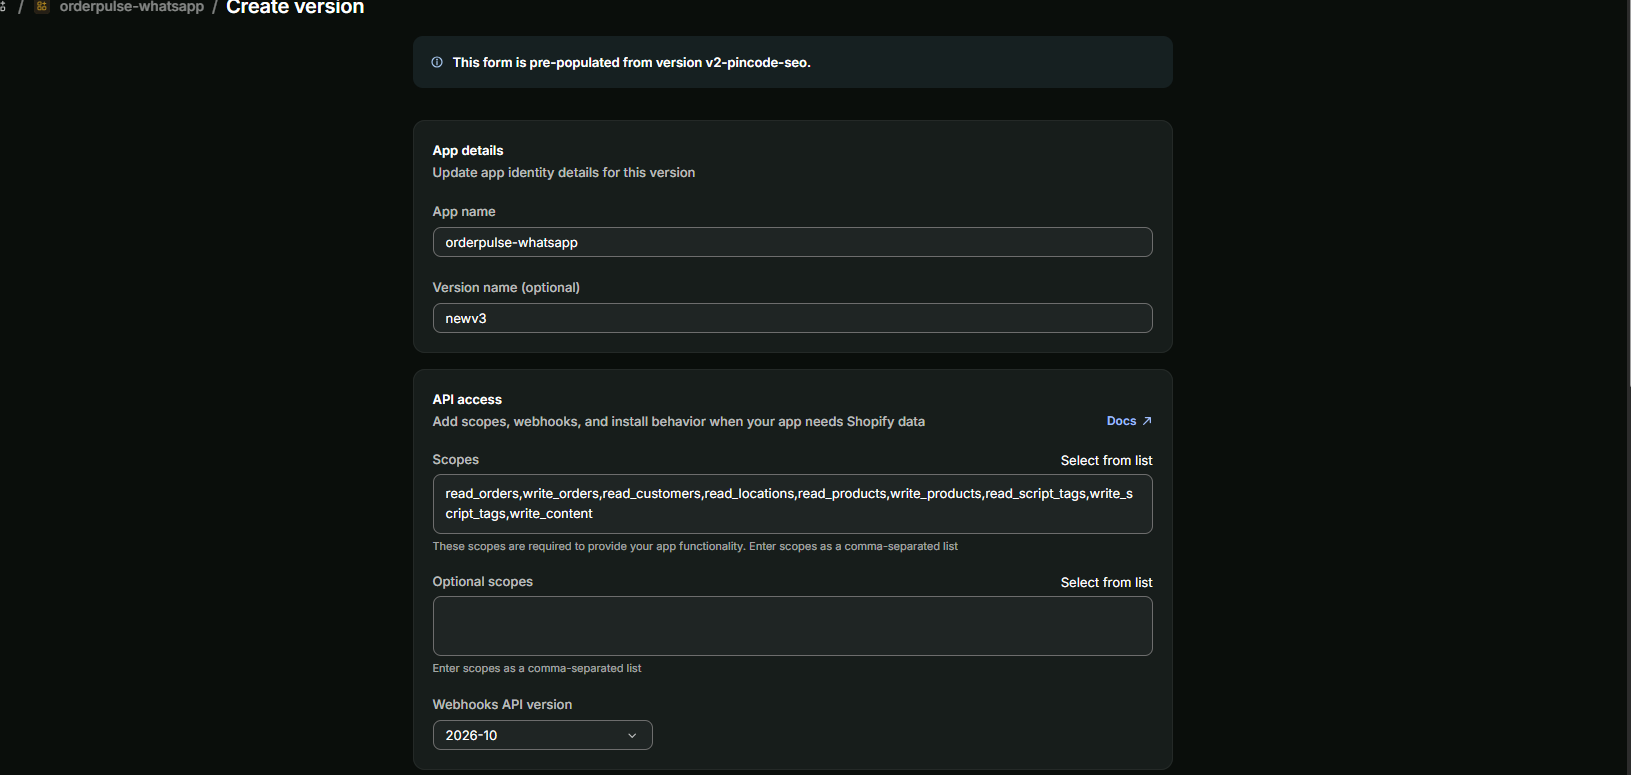 / orderpulse-whatsapp / Create version
This form is pre-populated from version v2-pincode-seo.
App details
Update app identity details for this version
App name
orderpulse-whatsapp
Version name (optional)
newv3
API access
Add scopes, webhooks, and install behavior when your app needs Shopify data
Docs
Scopes
Select from list
read_orders,write_orders,read_customers,read_locations,read_products,write_products,read_script_tags,write_s
cript_tags,write_content
These scopes are required to provide your app functionality. Enter scopes as a comma-separated list
Optional scopes
Select from list
Enter scopes as a comma-separated list
Webhooks API version
2026-10